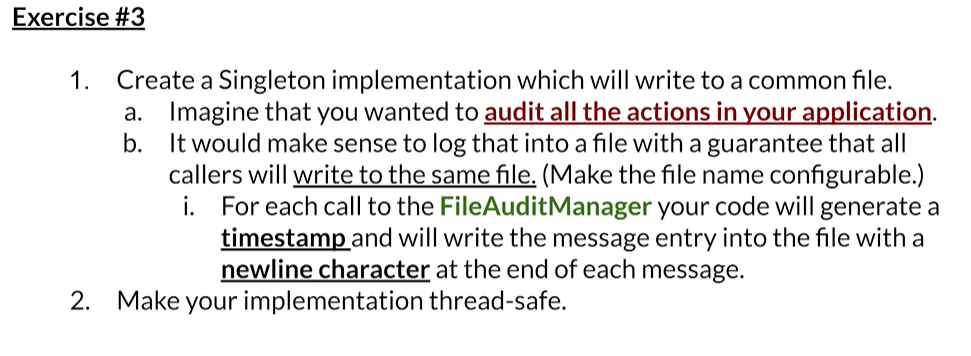 Exercise #3
1. Create a Singleton implementation which will write to a common file.
a. Imagine that you wanted to audit all the actions in your application.
b. It would make sense to log that into a file with a guarantee that all
callers will write to the same file. (Make the file name configurable.)
i. For each call to the FileAuditManager your code will generate a
timestamp and will write the message entry into the file with a
newline character at the end of each message.
2. Make your implementation thread-safe.